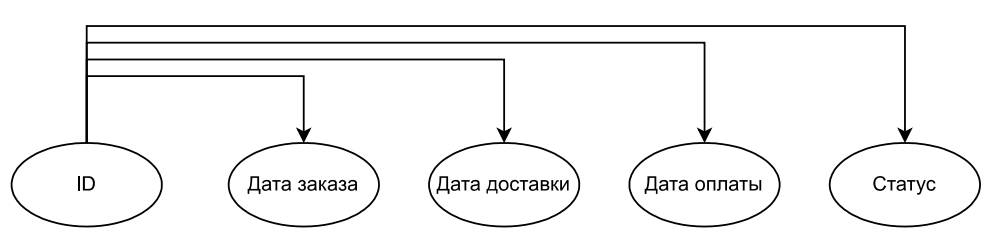 ID
Дата заказа
Дата доставки
Дата оплаты
Статус